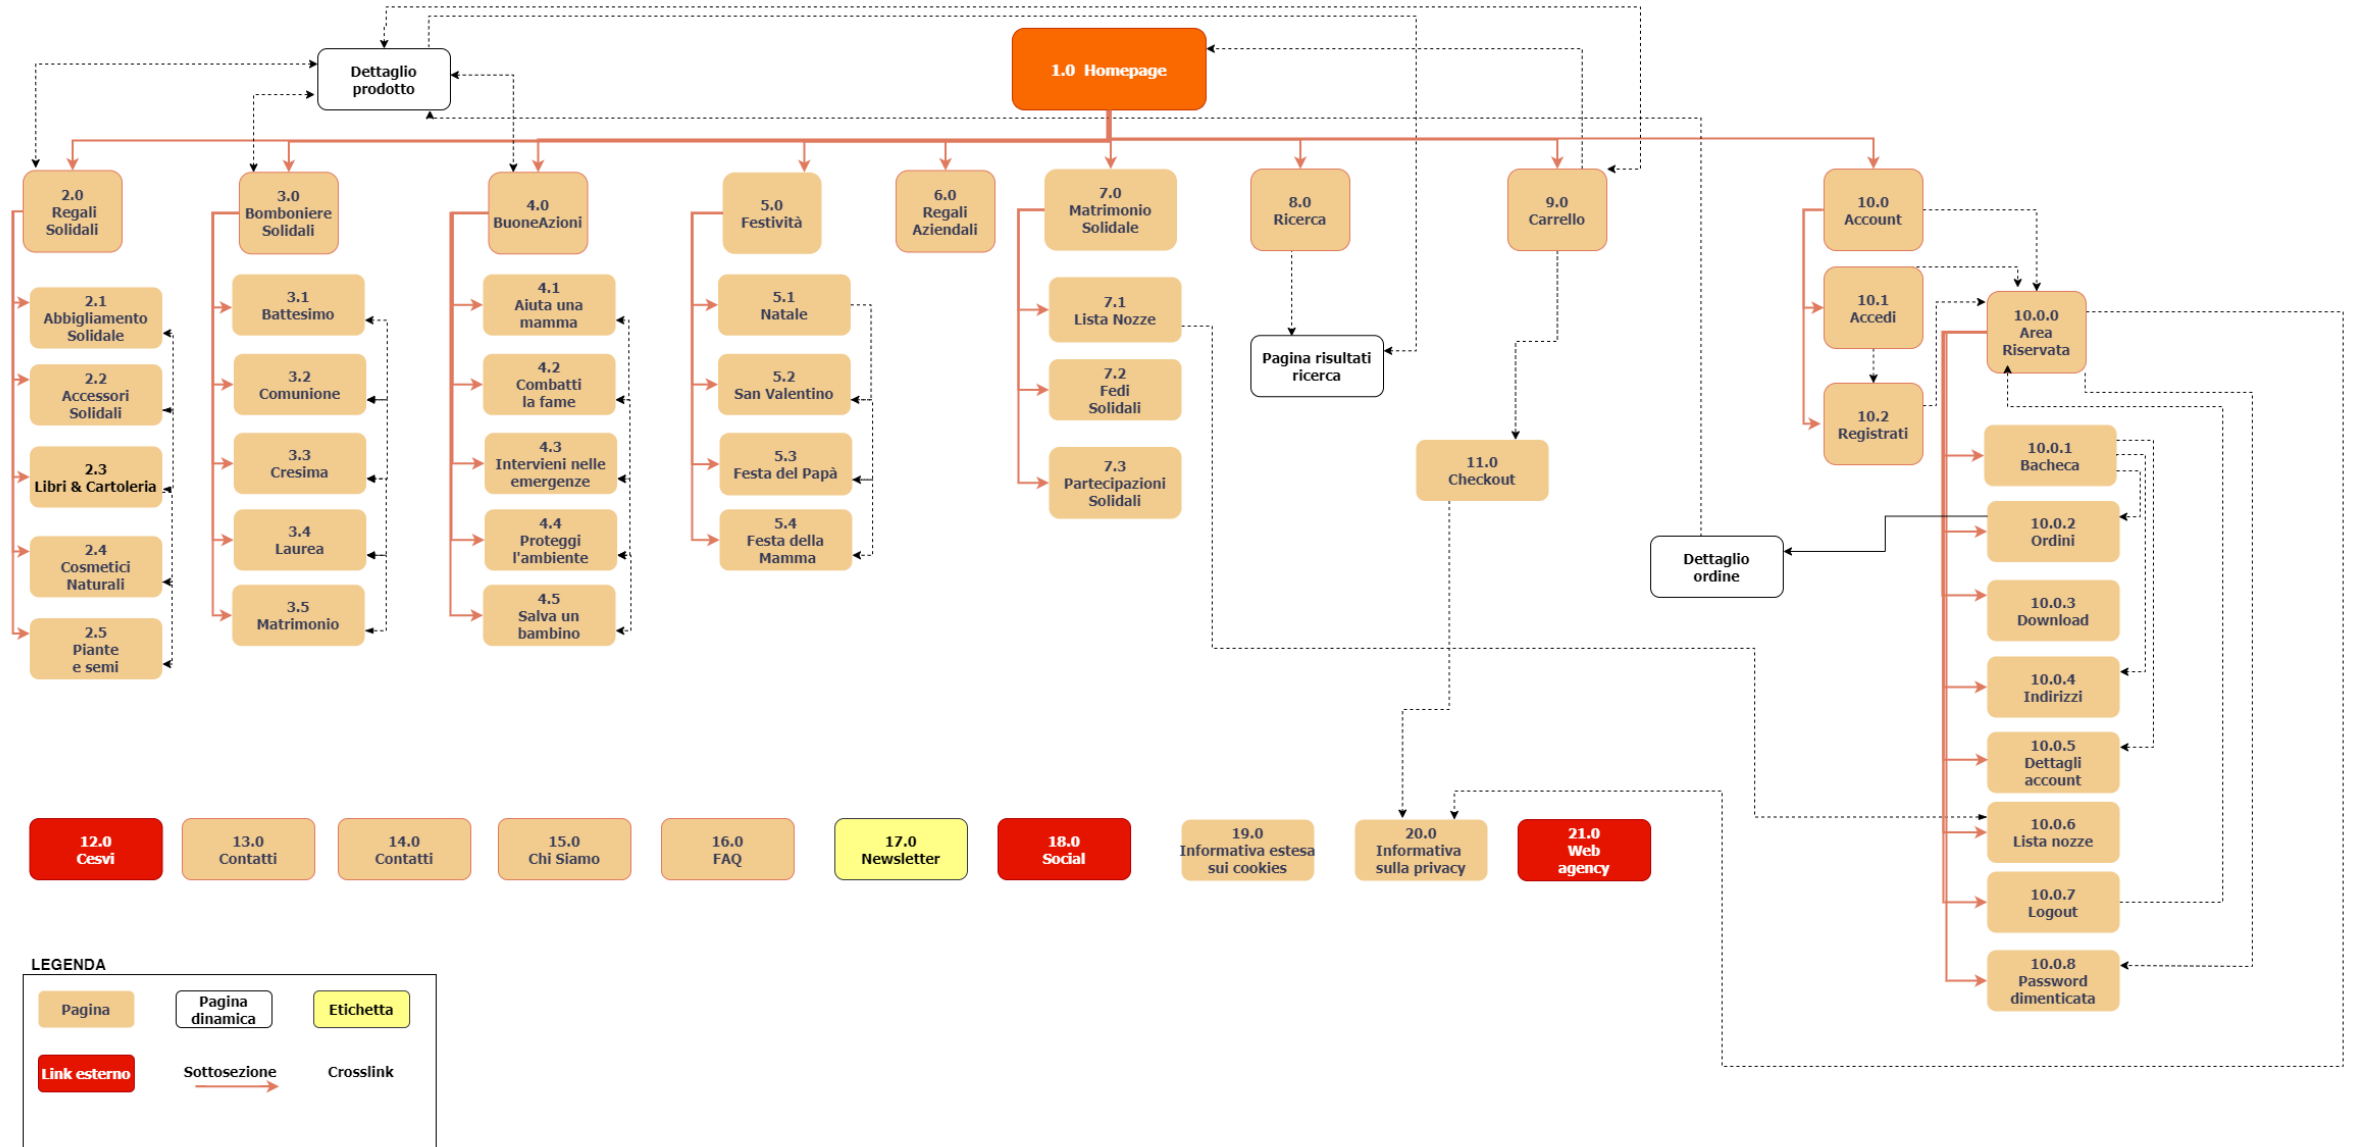 Dettaglio
prodotto
1.0 Homepage
2.0
Regali
Solidali
3.0
Bomboniere
Solidali
4.0
BuoneAzioni
5.0
Festività
6.0
Regali
Aziendali
7.0
Matrimonio
Solidale
8.0
Ricerca
9.0
Carrello
10.0
Account
2.1
Abbigliamento
Solidale
2.2
Accessori
Solidali
2.3
Libri & Cartoleria
2.4
Cosmetici
Naturali
2.5
Piante
e semi
3.1
Battesimo
3.2
Comunione
3.3
Cresima
3.4
Laurea
3.5
Matrimonio
4.1
Aiuta una
mamma
4.2
Combatti
la fame
4.3
Intervieni nelle
emergenze
4.4
Proteggi
l'ambiente
4.5
Salva un
bambino
5.1
Natale
5.2
San Valentino
5.3
Festa del Papà
5.4
Festa della
Mamma
7.1
Lista Nozze
7.2
Fedi
Solidali
7.3
Partecipazioni
Solidali
Pagina risultati
ricerca
11.0
Checkout
Dettaglio
ordine
10.1
Accedi
10.2
Registrati
10.0.0
Area
Riservata
10.0.1
Bacheca
10.0.2
Ordini
10.0.3
Download
10.0.4
Indirizzi
10.0.5
Dettagli
account
10.0.6
Lista nozze
10.0.7
Logout
10.0.8
Password
dimenticata
12.0
Cesvi
13.0
Contatti
14.0
Contatti
15.0
Chi Siamo
16.0
FAQ
17.0
Newsletter
18.0
Social
19.0
Informativa estesa
sui cookies
20.0
Informativa
sulla privacy
21.0
Web
agency
LEGENDA
Pagina
Pagina
dinamica
Etichetta
Link esterno
Sottosezione
Crosslink